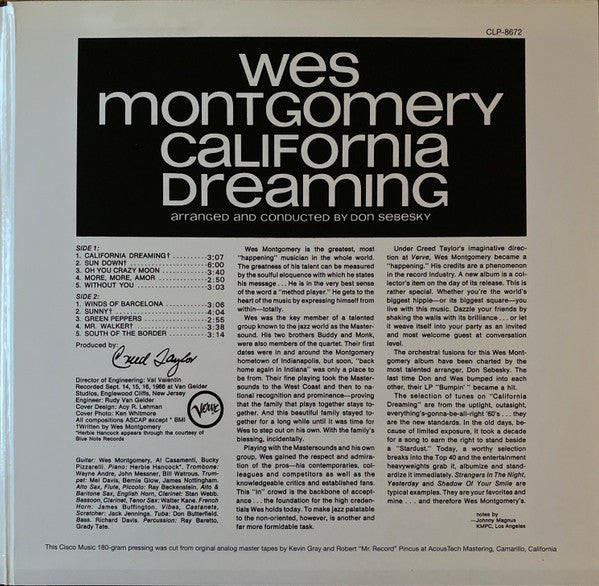 CLP-8672
wes
montgomery
california
dreaming
arranged and conducted by don sebesky
SIDE 1:
1. CALIFORNIA DREAMING† . . . . . . . . 3:07
2. SUN DOWN† . . . . . . . . . . . . . . . . 6:00
3. OH YOU CRAZY MOON . . . . . . . . . 3:40
4. MORE, MORE, AMOR . . . . . . . . . . 2:50
5. WITHOUT YOU . . . . . . . . . . . . . . 3:03
SIDE 2:
1. WINDS OF BARCELONA . . . . . . . . 3:06
2. SUNNY† . . . . . . . . . . . . . . . . . . . 4:04
3. GREEN PEPPERS . . . . . . . . . . . . . 2:55
4. MR. WALKER† . . . . . . . . . . . . . . . 3:38
5. SOUTH OF THE BORDER . . . . . . . . 3:14
Produced by:
Creed Taylor
Director of Engineering: Val Valentin
Recorded Sept. 14, 15, 16, 1966 at Van Gelder
Studios, Englewood Cliffs, New Jersey
Engineer: Rudy Van Gelder
Cover Design: Acy R. Lehman
Cover Photo: Ken Whitmore
All compositions ASCAP except * BMI
†Written by Wes Montgomery
*Herbie Hancock appears through the courtesy of
Blue Note Records
Verve
Guitar: Wes Montgomery, Al Casamenti, Bucky
Pizzarelli. Piano: Herbie Hancock*, Trombone:
Wayne Andre, John Messner, Bill Watrous. Trum-
pet: Mel Davis, Bernie Glow, James Nottingham.
Alto Sax, Flute, Piccolo: Ray Beckenstein, Alto &
Baritone Sax, English Horn, Clarinet: Stan Webb.
Bassoon, Clarinet, Tenor Sax: Walter Kane. French
Horn: James Buffington. Vibes, Castanets,
Scratcher: Jack Jennings. Tuba: Don Butterfield.
Bass. Richard Davis. Percussion: Ray Baretto,
Grady Tate.
Wes Montgomery is the greatest, most
"happening" musician in the whole world.
The greatness of his talent can be measured
by the soulful eloquence with which he states
his message . . . He is in the very best sense
of the word a "method player." He gets to the
heart of the music by expressing himself from
within—totally.
Wes was the key member of a talented
group known to the jazz world as the Master-
sound. His two brothers Buddy and Monk,
were also members of the quartet. Their first
dates were in and around the Montgomery
hometown of Indianapolis, but soon, "back
home again in Indiana" was only a place to
be from. Their fine playing took the Master-
sounds to the West Coast and then to na-
tional recognition and prominence—proving
that the family that plays together stays to-
gether. And this beautiful family stayed to-
gether for a long while until it was time for
Wes to step out on his own. With the family's
blessing, incidentally.
Playing with the Mastersounds and his own
group, Wes gained the respect and admira-
tion of the pros—his contemporaries, col-
leagues and competitors as well as the
knowledgeable critics and established fans.
This "in" crowd is the backbone of accept-
ance . . . the foundation for the high creden-
tials Wes holds today. To make jazz palatable
to the non-oriented, however, is another and
far more formidable task.
Under Creed Taylor's imaginative direc-
tion at Verve, Wes Montgomery became a
"happening." His credits are a phenomenon
in the record industry. A new album is a col-
lector's item on the day of its release. This is
rather special. Whether you're the world's
biggest hippie—or its biggest square—you
live with this music. Dazzle your friends by
shaking the walls with its brilliance . . . or let
it weave itself into your party as an invited
and most welcome guest at conversation
level.
The orchestral fusions for this Wes Mont-
gomery album have been charted by the
most talented arranger, Don Sebesky. The
last time Don and Wes bumped into each
other, their LP "Bumpin'" became a hit.
The selection of tunes on "California
Dreaming" are from the uptight, outasight,
everything's-gonna-be-all-right '60's . . . they
are the new standards. In the old days, be-
cause of limited exposure, it took a decade
for a song to earn the right to stand beside
a "Stardust." Today, a worthy selection
breaks into the Top 40 and the entertainment
heavyweights grab it, albumize and stand-
ardize it immediately. Strangers In The Night,
Yesterday and Shadow Of Your Smile are
typical examples. They are your favorites and
mine . . . and therefore Wes Montgomery's.
notes by
—Johnny Magnus
KMPC, Los Angeles
This Cisco Music 180-gram pressing was cut from orginal analog master tapes by Kevin Gray and Robert "Mr. Record" Pincus at AcousTech Mastering, Camarillo, California